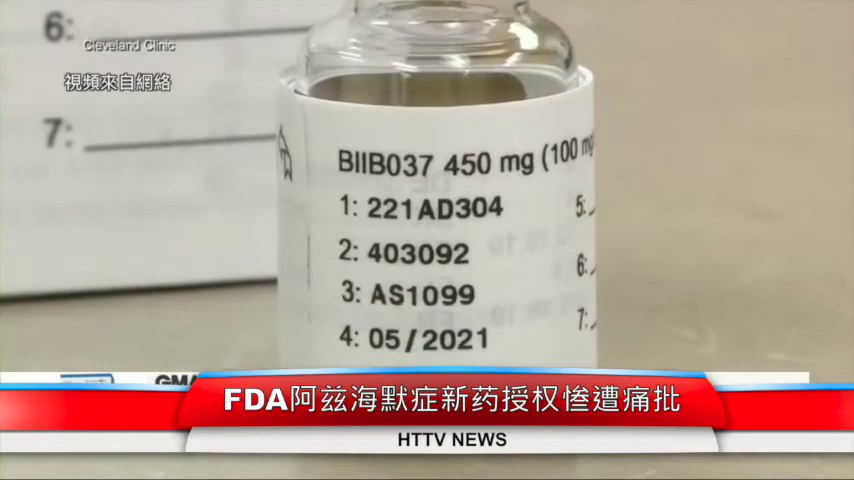 6:
Cleveland Clinic
視頻來自網絡
7:
BIIB037 450 mg (100 mg
1: 221AD304
2: 403092
3: AS1099
4: 05/2021
5:
6:
7:
FDA阿兹海默症新药授权惨遭痛批
HTTV NEWS